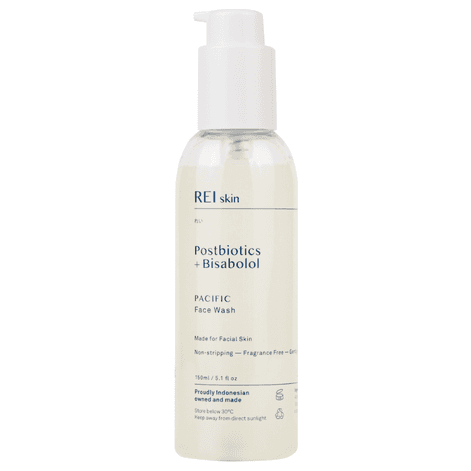 REI skin
Postbiotics
+ Bisabolol
PACIFIC
Face Wash
Made for Facial Skin
Non-stripping — Fragrance Free —
150ml / 5.1 fl oz
Proudly Indonesian
owned and made
Store below 30°C
Keep away from direct sunlight